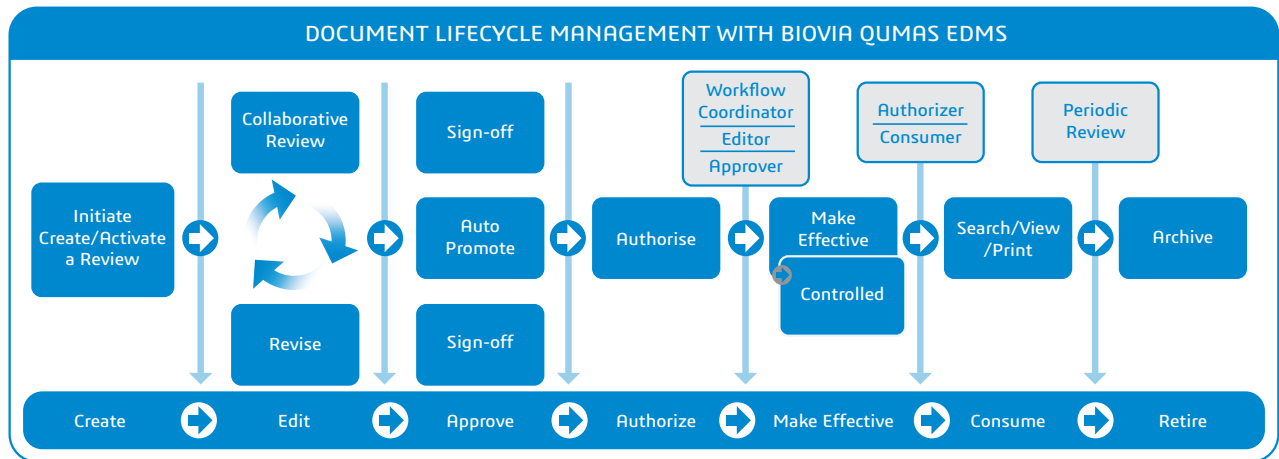 DOCUMENT LIFECYCLE MANAGEMENT WITH BIOVIA QUMAS EDMS
Initiate
Create/Activate
a Review
Collaborative
Review
Revise
Sign-off
Auto
Promote
Sign-off
Authorise
Workflow
Coordinator
Editor
Approver
Make
Effective
Controlled
Authorizer
Consumer
Search/View
/Print
Periodic
Review
Archive
Create
Edit
Approve
Authorize
Make Effective
Consume
Retire